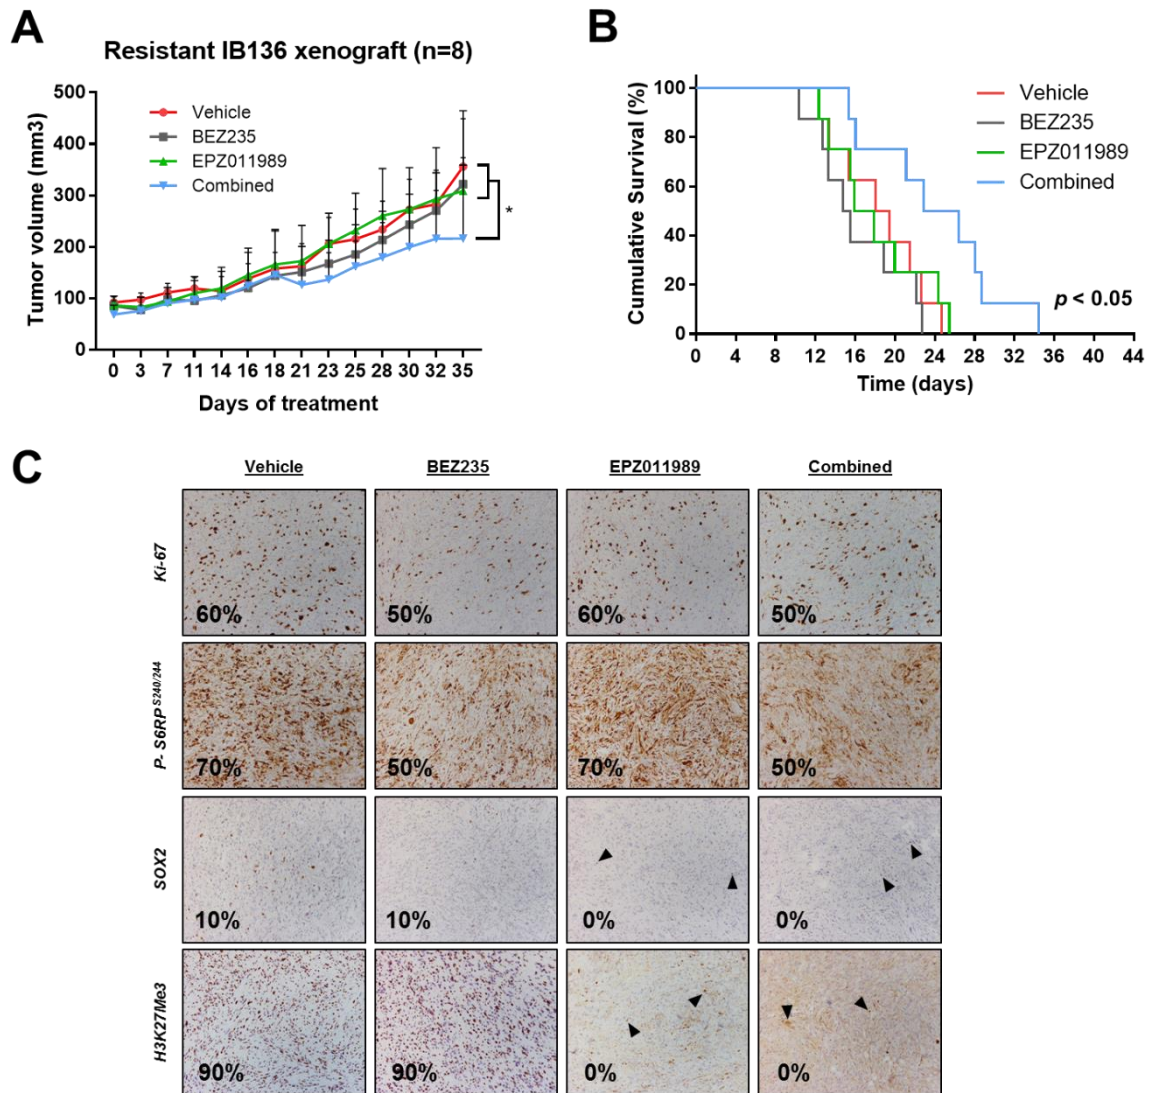 A
Resistant IB136 xenograft (n=8)
Tumor volume (mm3)
500
400
300
200
100
0
Vehicle
BEZ235
EPZ011989
Combined
*
0 3 7 11 14 16 18 21 23 25 28 30 32 35
Days of treatment
B
Cumulative Survival (%)
100
80
60
40
20
0
Vehicle
BEZ235
EPZ011989
Combined
p < 0.05
0 4 8 12 16 20 24 28 32 36 40 44
Time (days)
C
Vehicle BEZ235 EPZ011989 Combined
Ki-67
60% 50% 60% 50%
P- S6RP S240/244
70% 50% 70% 50%
SOX2
10% 10% 0% 0%
H3K27Me3
90% 90% 0% 0%